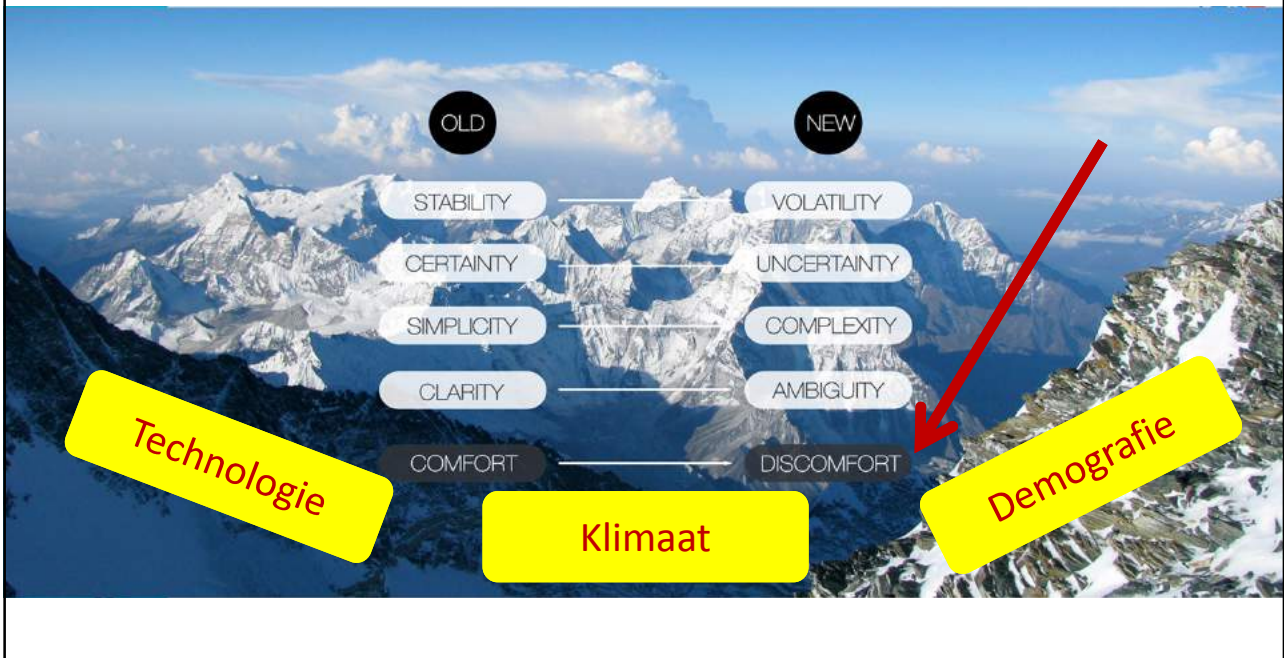 OLD
NEW
STABILITY
VOLATILITY
CERTAINTY
UNCERTAINTY
SIMPLICITY
COMPLEXITY
CLARITY
AMBIGUITY
COMFORT
DISCOMFORT
Technologie
Klimaat
Demografie